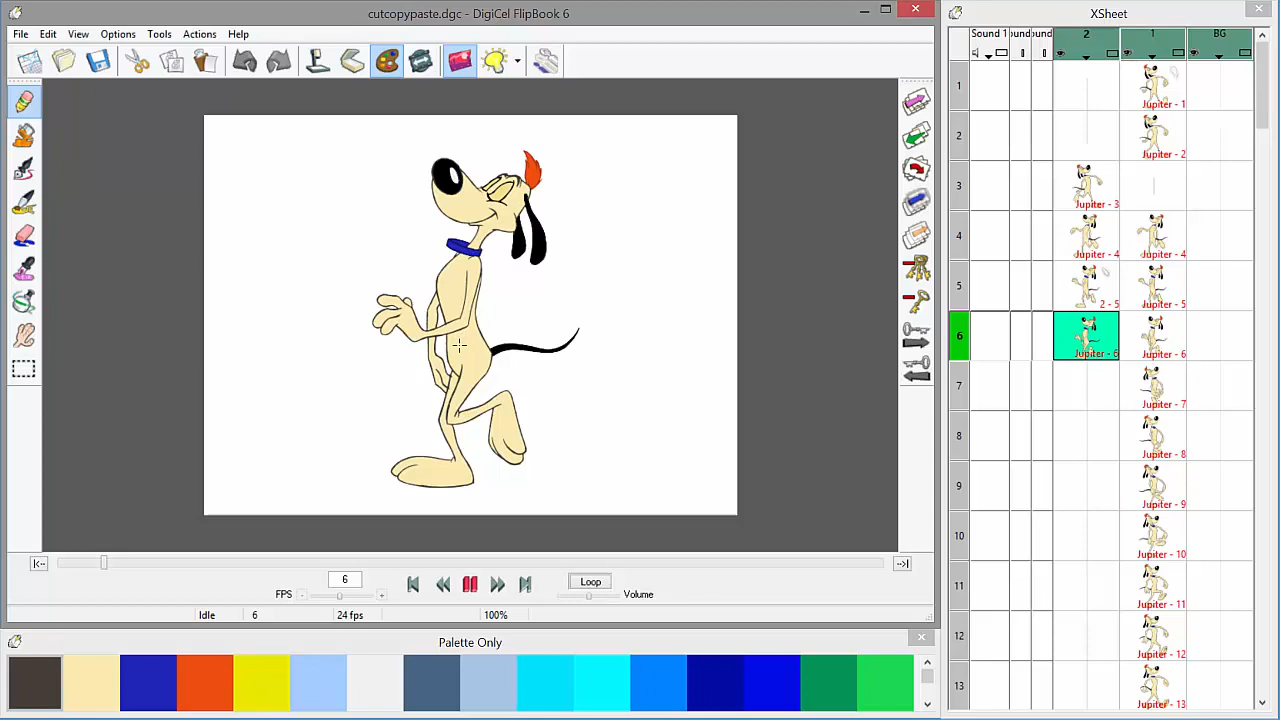 cutcopypaste.dgc - DigiCel FlipBook 6
File Edit View Options Tools Actions Help
6
FPS - +
Loop
Volume
Idle 6 24 fps 100%
Palette Only
XSheet
Sound 1 ound ound 2 1 BG
1 Jupiter - 1
2 Jupiter - 2
3 Jupiter - 3
4 Jupiter - 4 Jupiter - 4
5 2 - 5 Jupiter - 5
6 Jupiter - 6 Jupiter - 6
7 Jupiter - 7
8 Jupiter - 8
9 Jupiter - 9
10 Jupiter - 10
11 Jupiter - 11
12 Jupiter - 12
13 Jupiter - 13